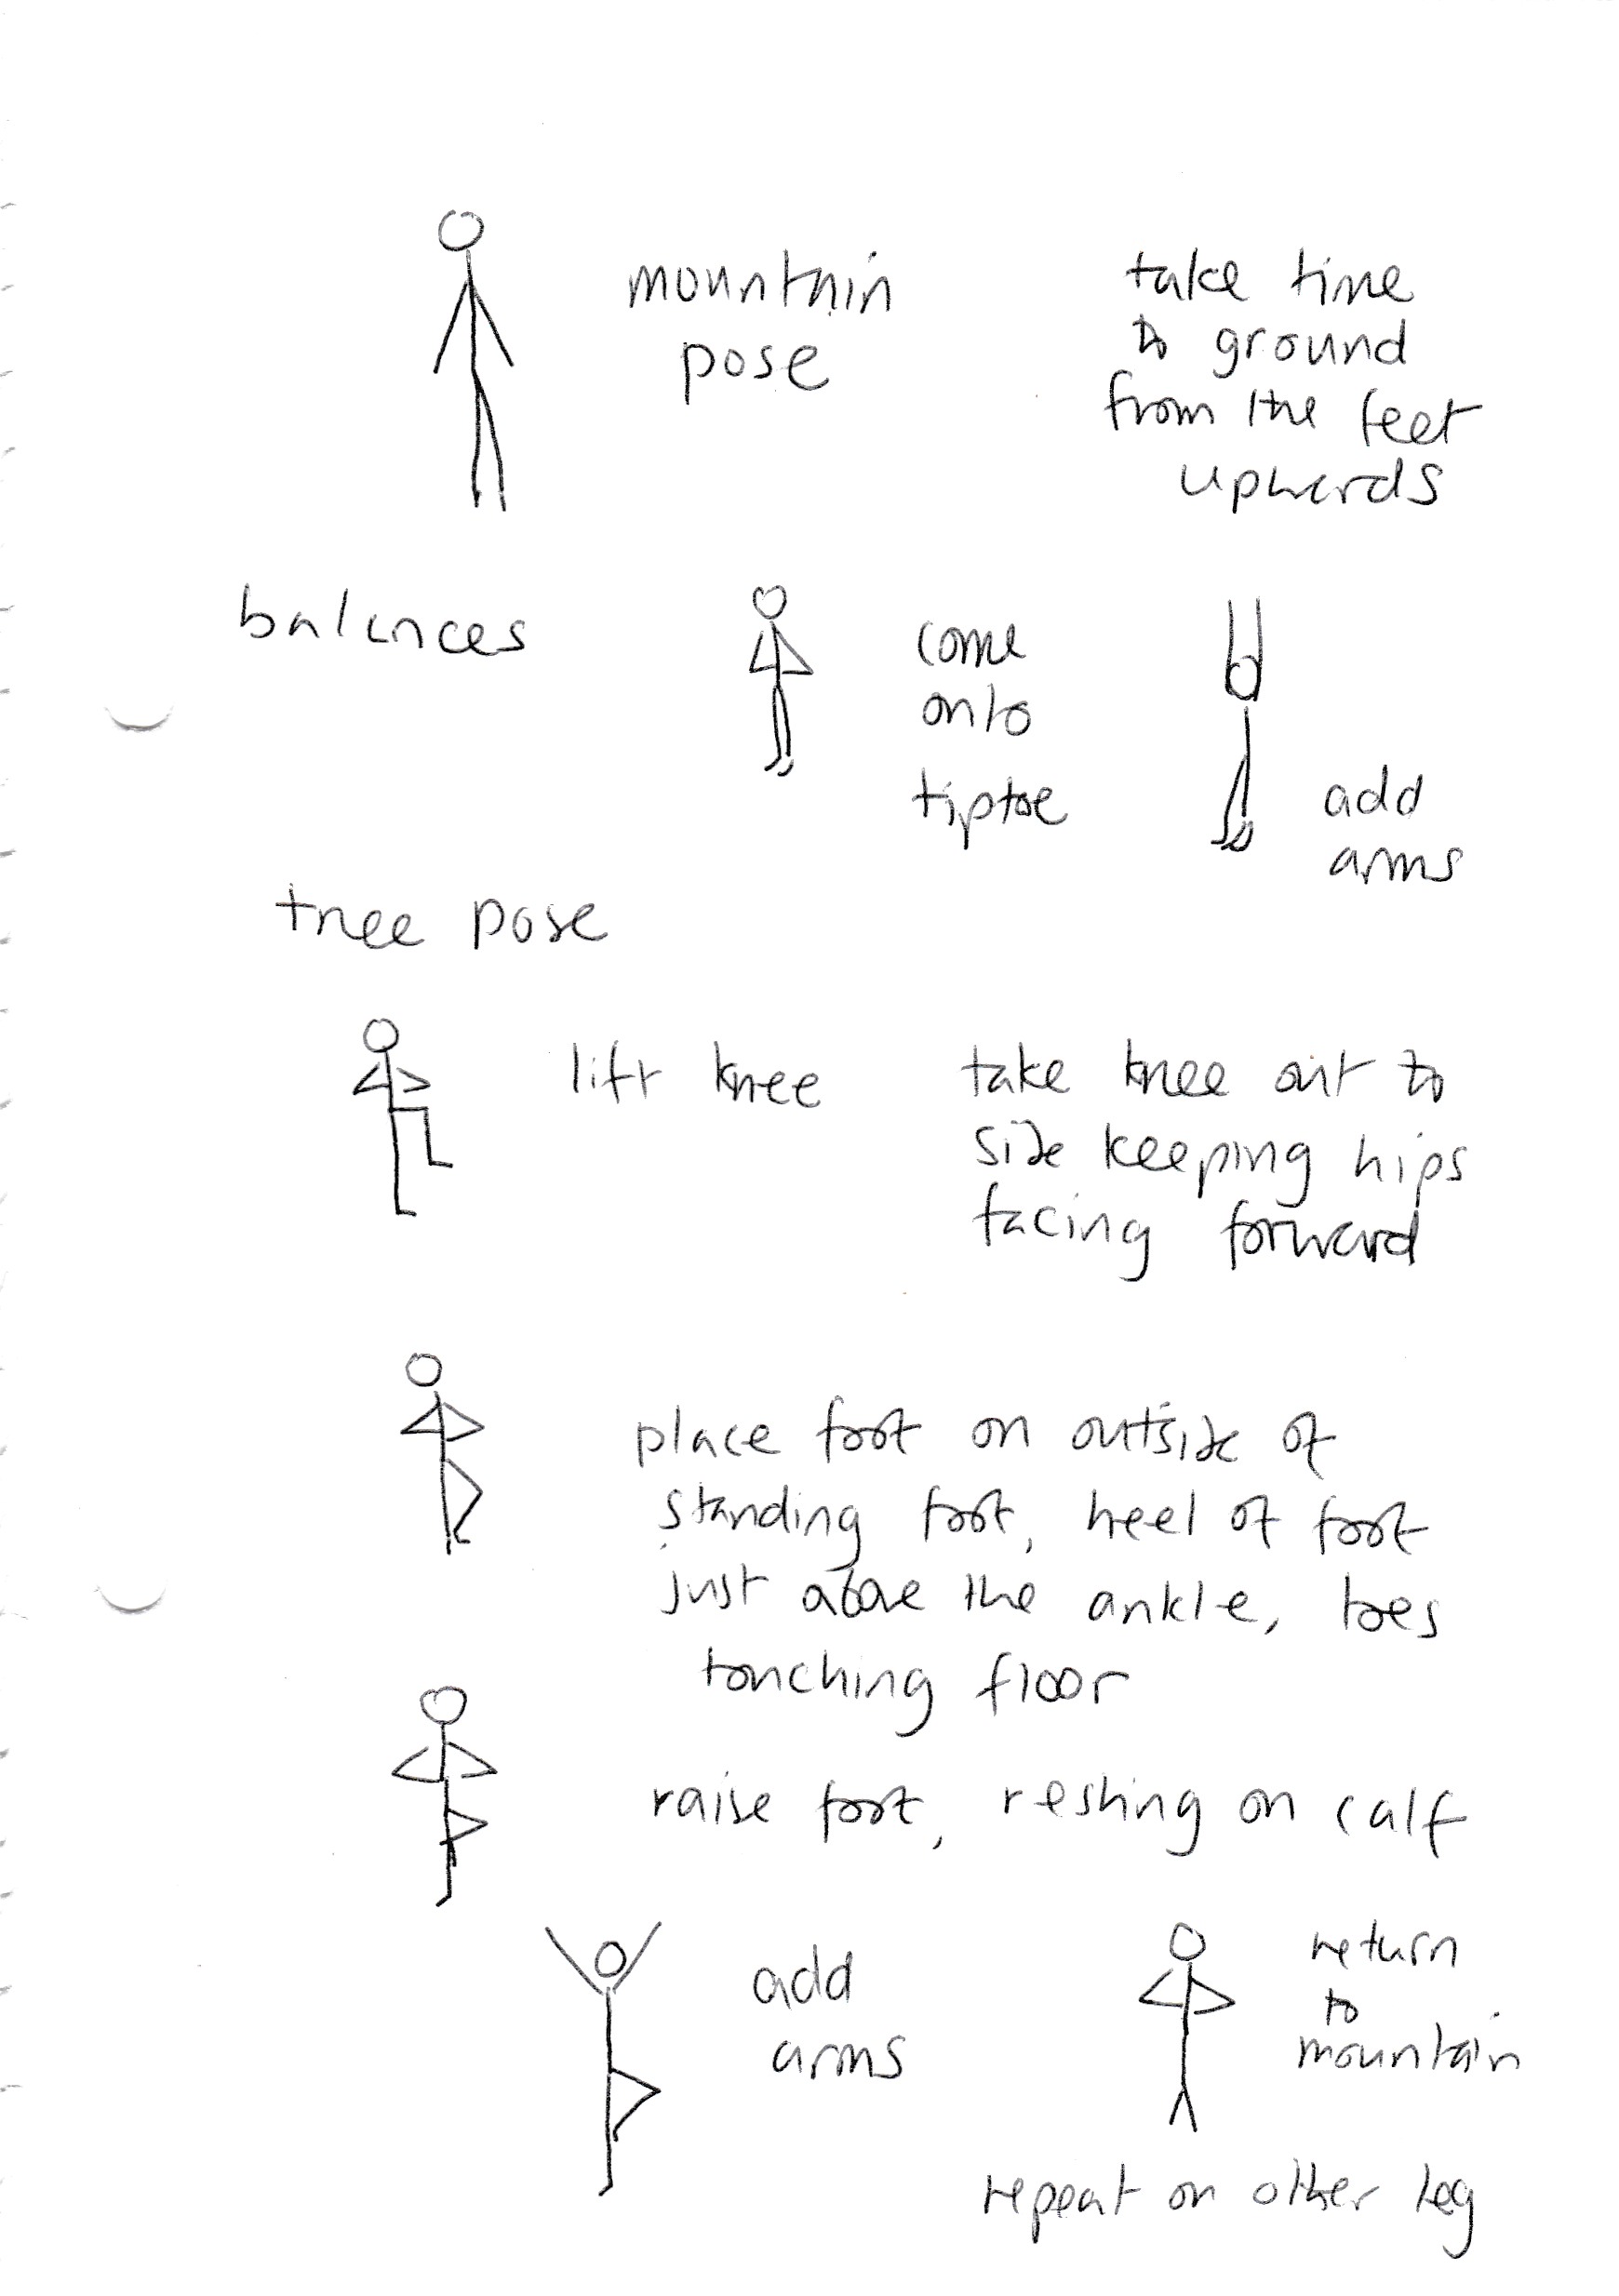 mountain
pose
take time
to ground
from the feet
upwards
balances
come
onto
tiptoe
add
arms
tree pose
lift knee
take knee out to
side keeping hips
facing forward
place foot on outside of
standing foot, heel of foot
just above the ankle, toes
touching floor
raise foot, resting on calf
add
arms
return
to
mountain
repeat on other leg